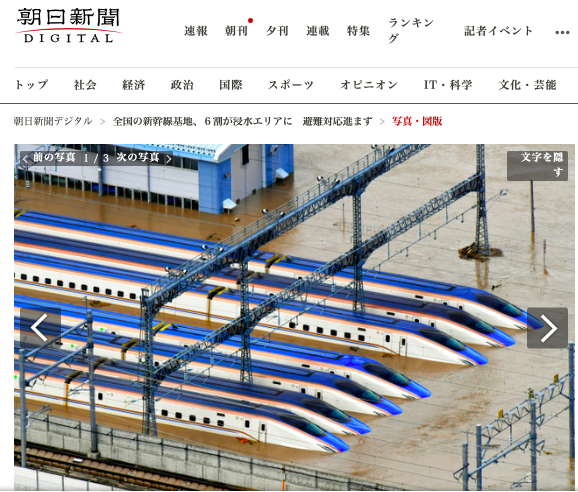 朝日新聞
DIGITAL
速報 朝刊 夕刊 連載 特集 ランキング 記者イベント
トップ 社会 経済 政治 国際 スポーツ オピニオン IT・科学 文化・芸能
朝日新聞デジタル > 全国の新幹線基地、６割が浸水エリアに 避難対応進まず > 写真・図版
前の写真 1 / 3 次の写真
文字を隠す